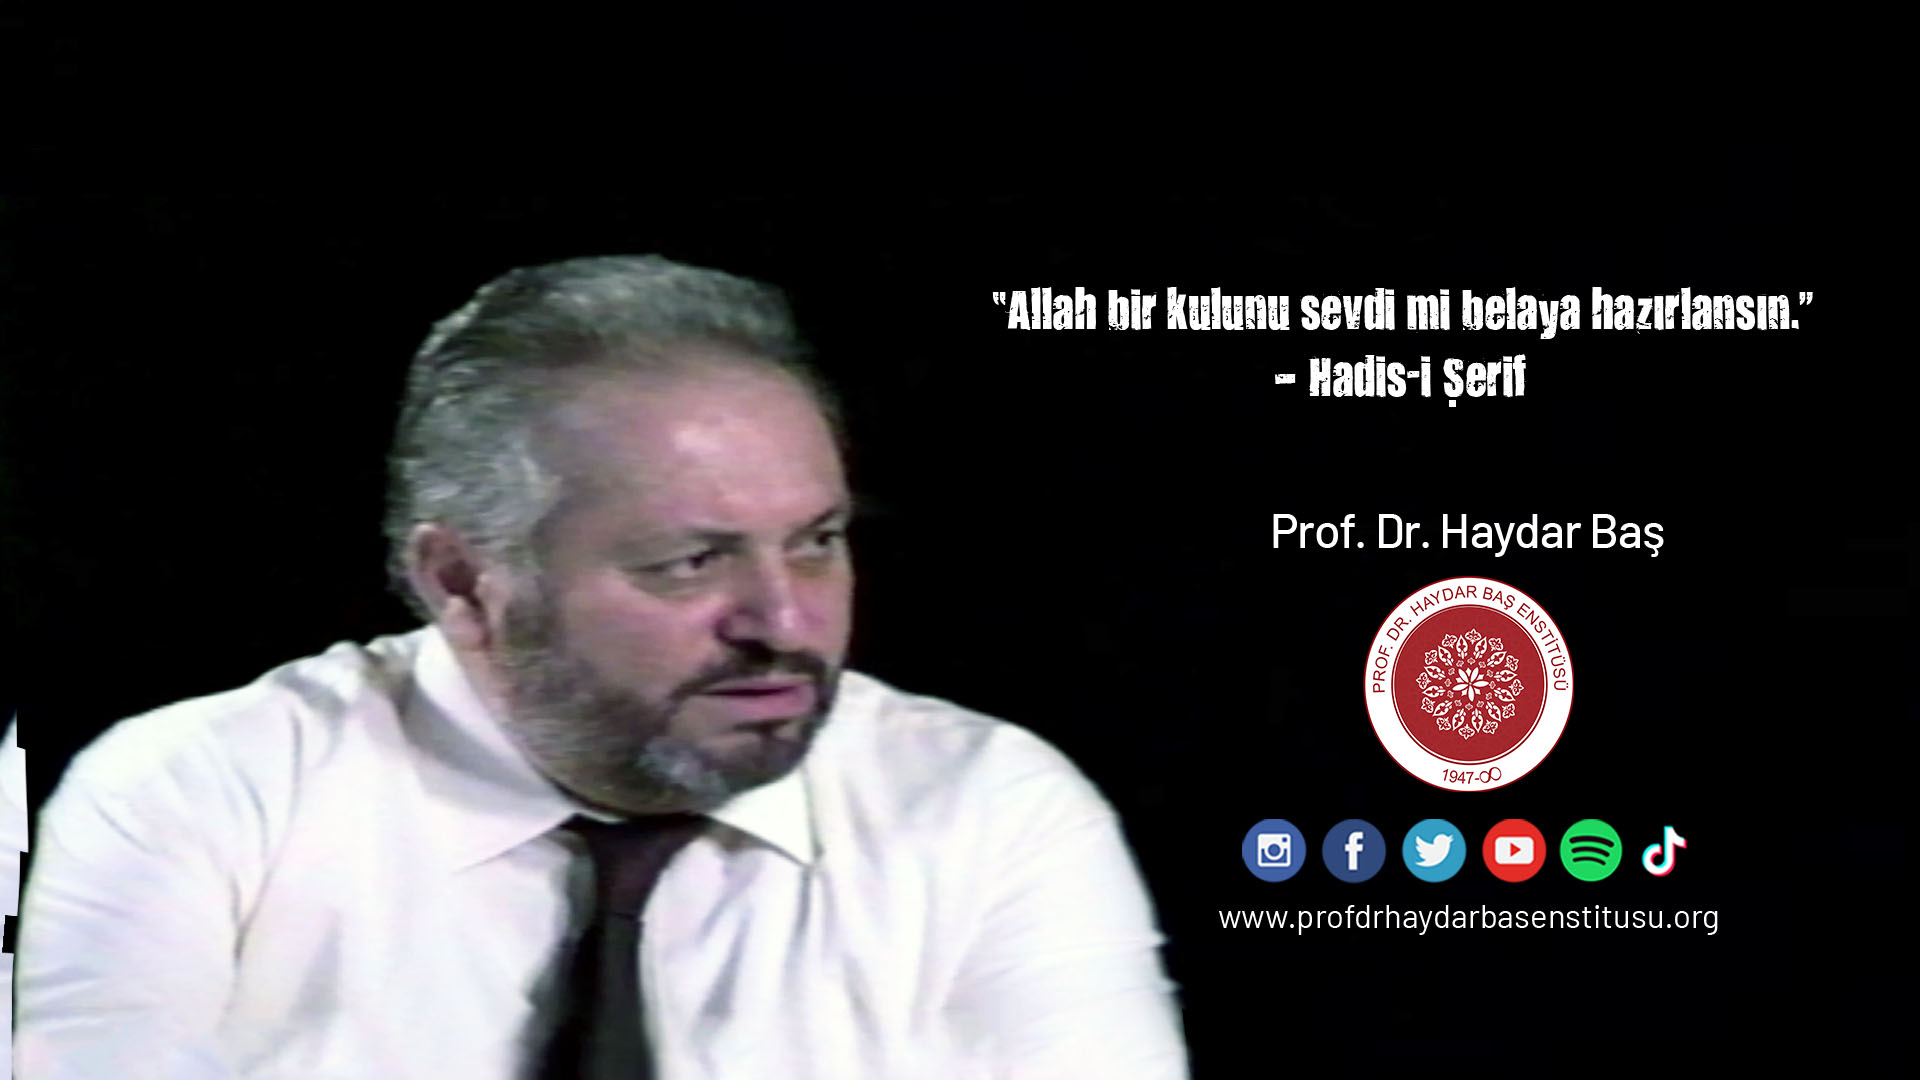 “Allah bir kulunu sevdi mi belaya hazırlansın.”
- Hadis-i Şerif
Prof. Dr. Haydar Baş
PROF. DR. HAYDAR BAŞ ENSTİTÜSÜ
1947-∞
www.profdrhaydarbasenstitusu.org